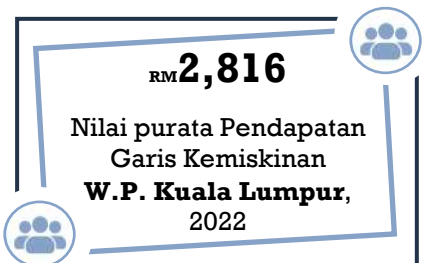 RM2,816
Nilai purata Pendapatan
Garis Kemiskinan
W.P. Kuala Lumpur,
2022